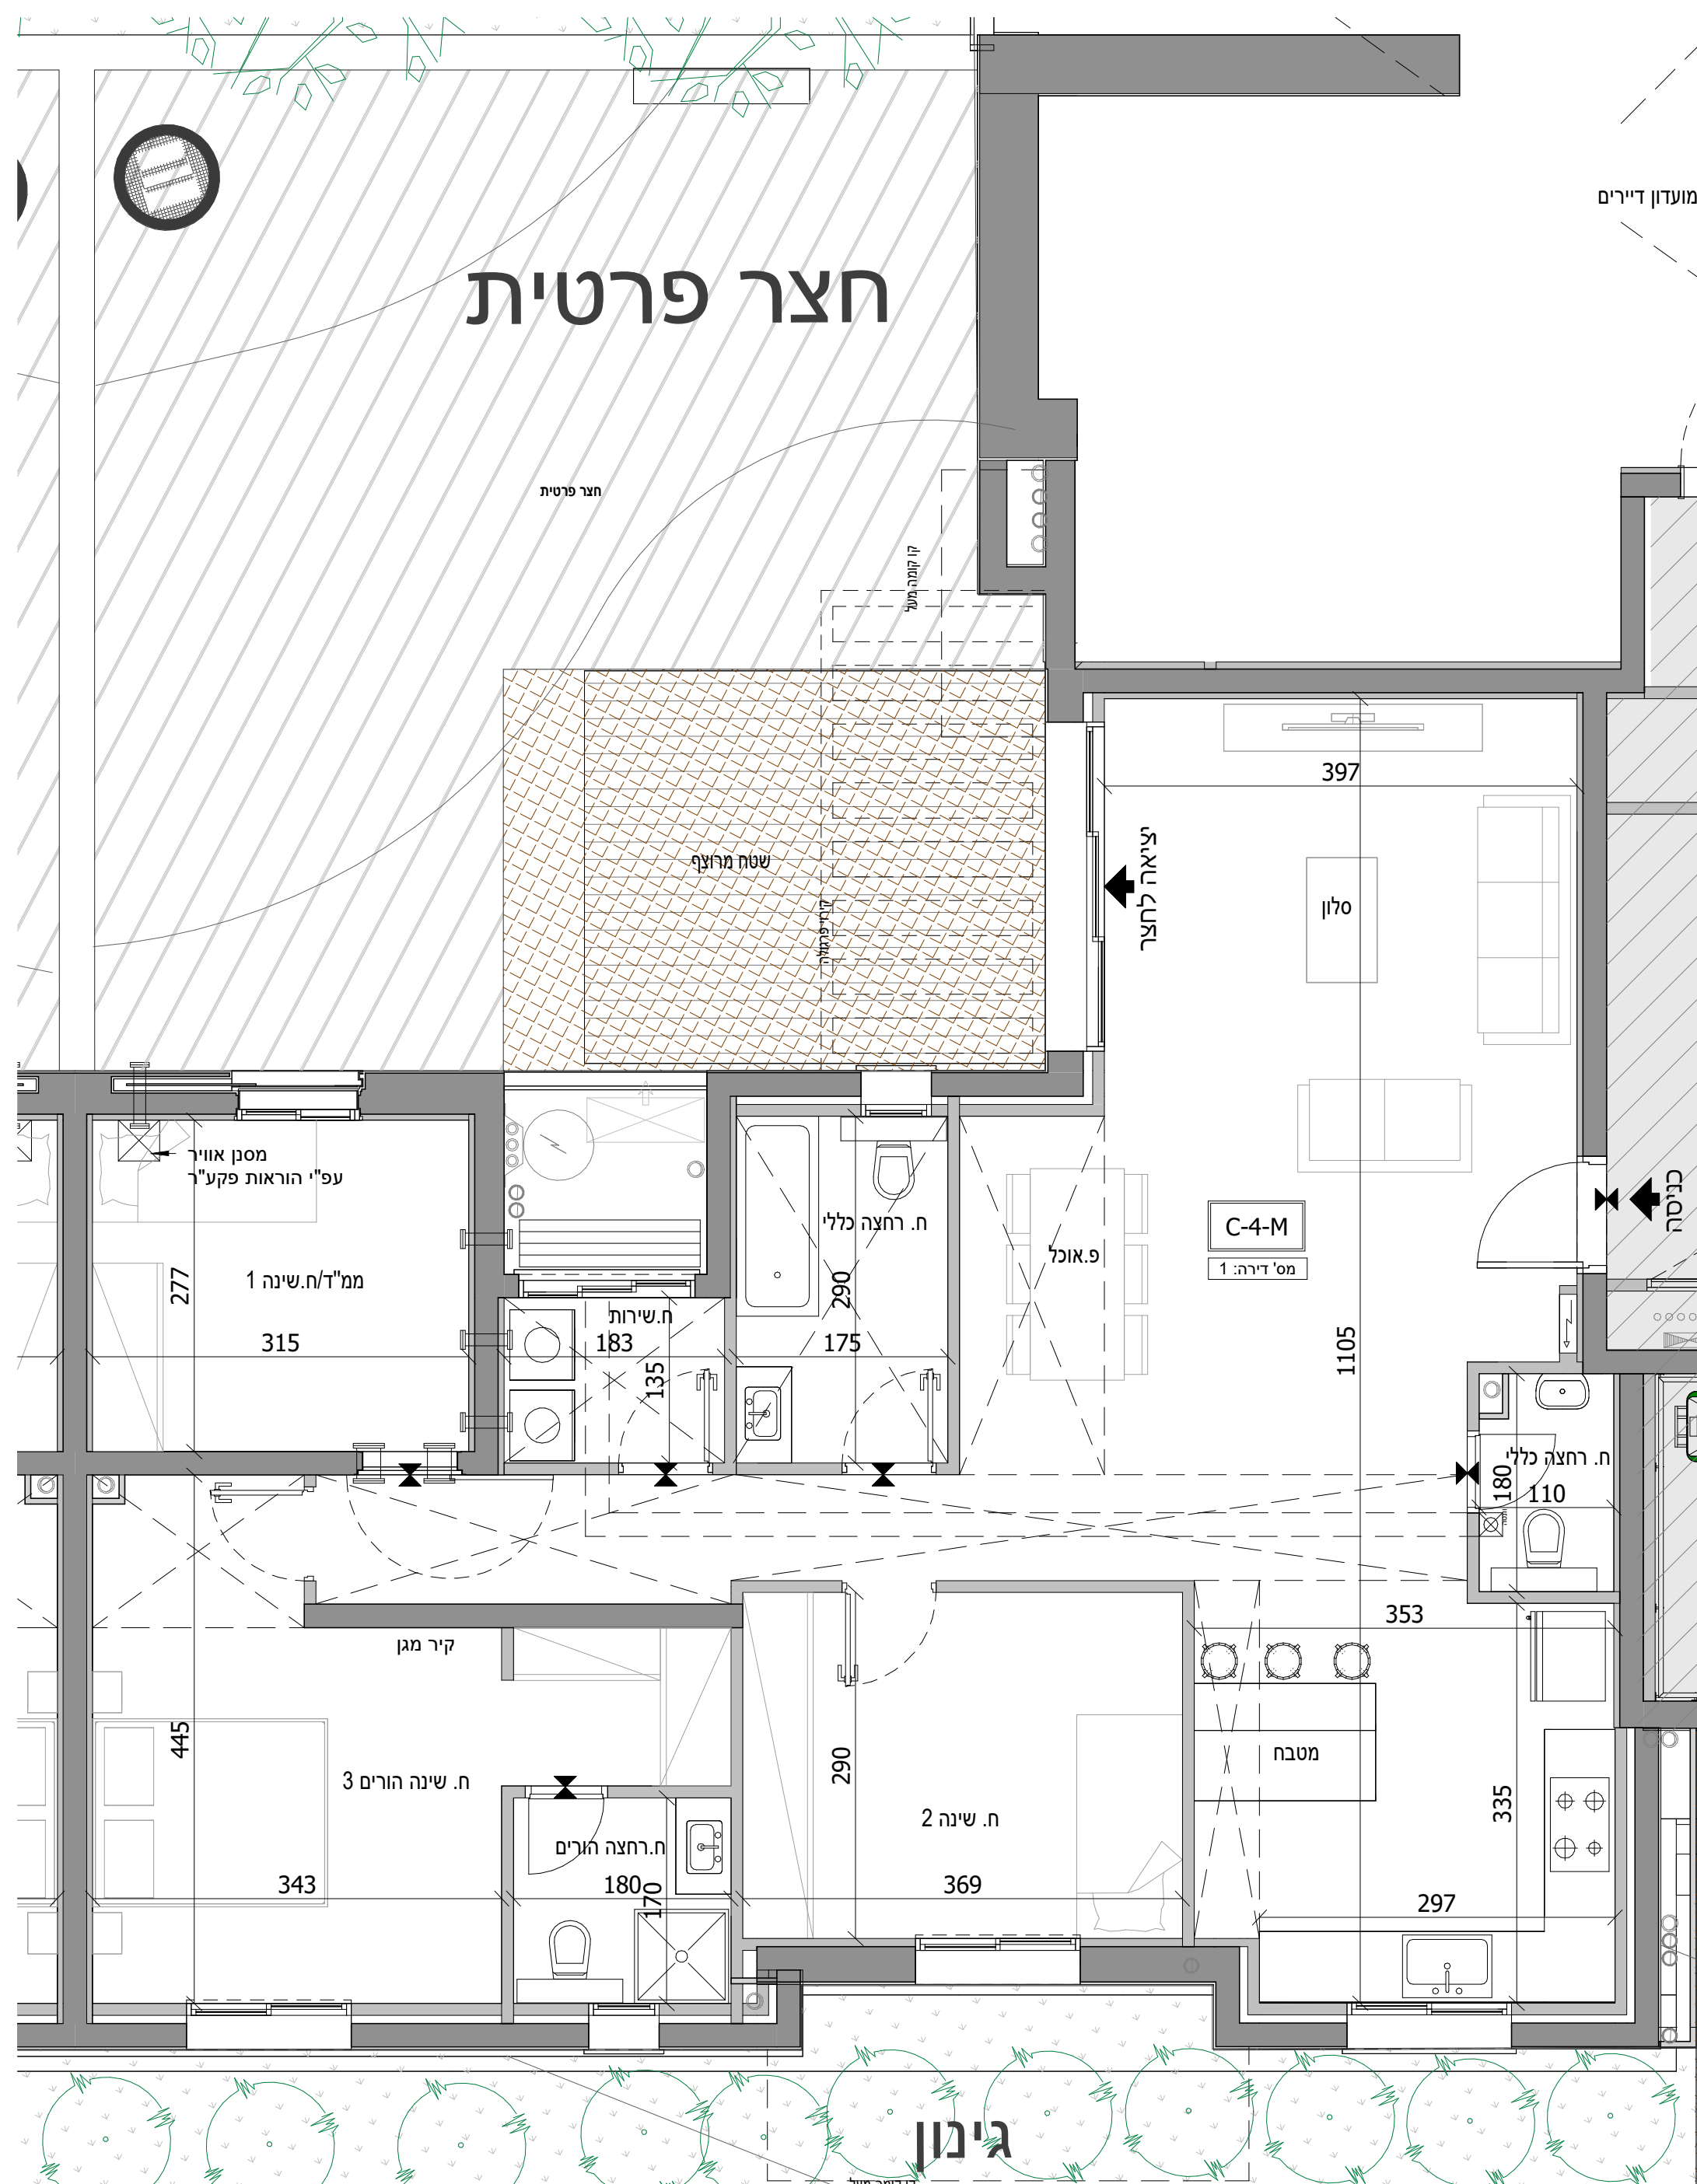 מועדון דיירים
חצר פרטית
חצר פרטית
קו קומה מעל
397
שטח מרוצף
קירוי פרגולה
יציאה לחצר
סלון
מסנן אוויר
עפ"י הוראות פקע"ר
כניסה
ח. רחצה כללי
C-4-M
מס' דירה: 1
פ.אוכל
ממ"ד/ח.שינה 1
277
290
ח.שירות
315
183
175
135
1105
ח. רחצה כללי
180
110
353
קיר מגן
445
290
מטבח
ח. שינה הורים 3
335
ח. שינה 2
ח.רחצה הורים
343
180
170
369
297
גינון